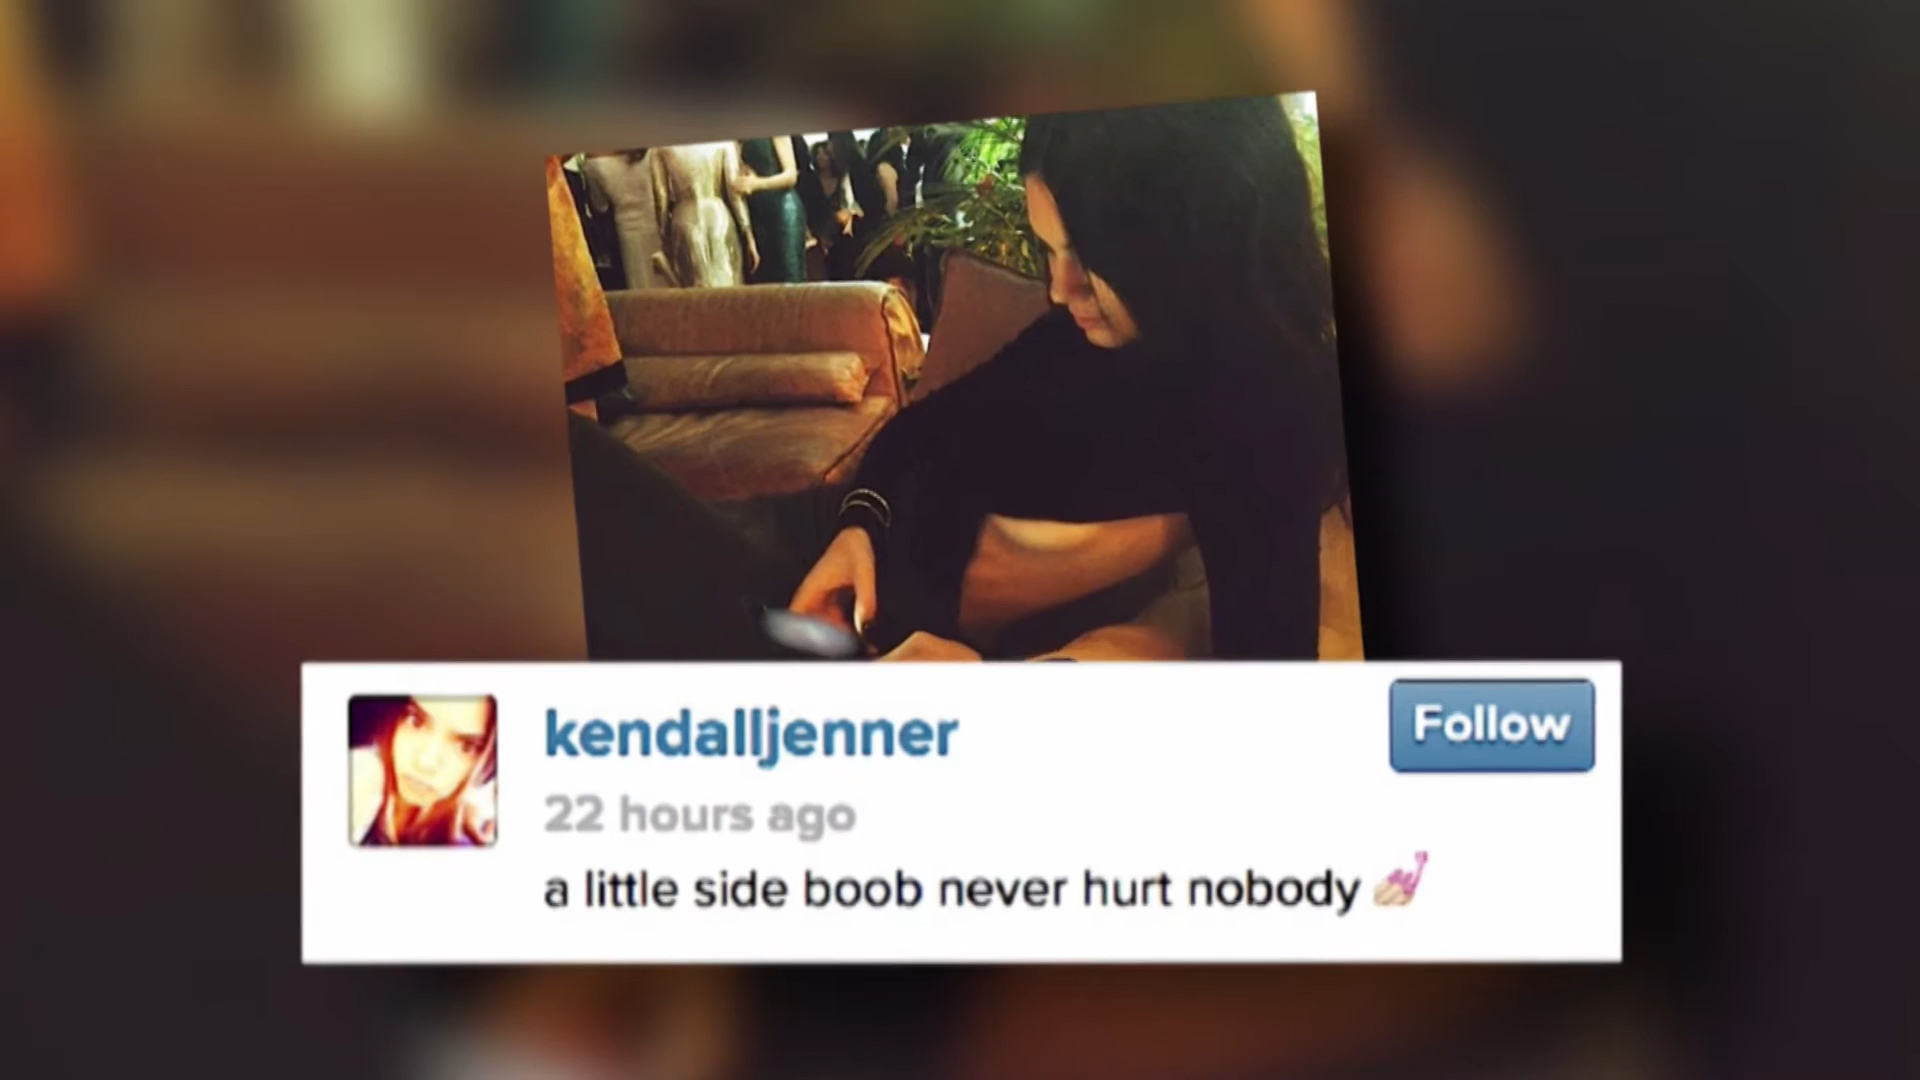 kendalljenner
Follow
22 hours ago
a little side boob never hurt nobody 💅